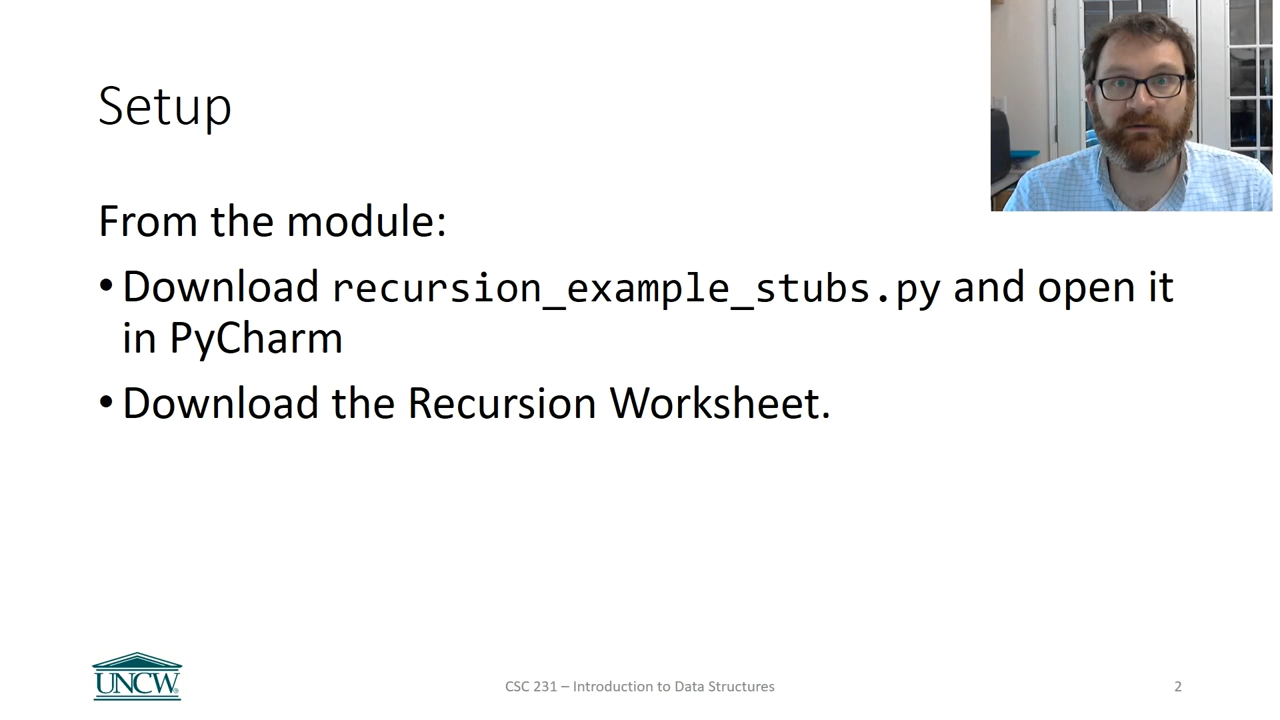 Setup
From the module:
• Download recursion_example_stubs.py and open it
in PyCharm
• Download the Recursion Worksheet.
UNCW®
CSC 231 – Introduction to Data Structures
2